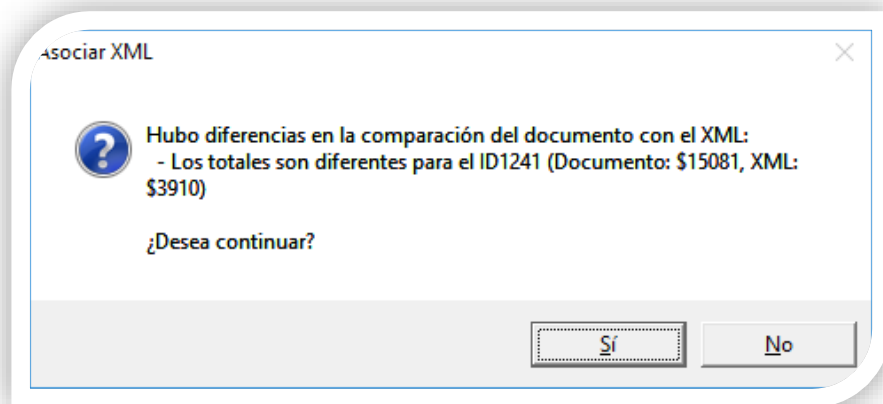 Asociar XML
Hubo diferencias en la comparación del documento con el XML:
- Los totales son diferentes para el ID1241 (Documento: $15081, XML:
$3910)
¿Desea continuar?
Sí
No